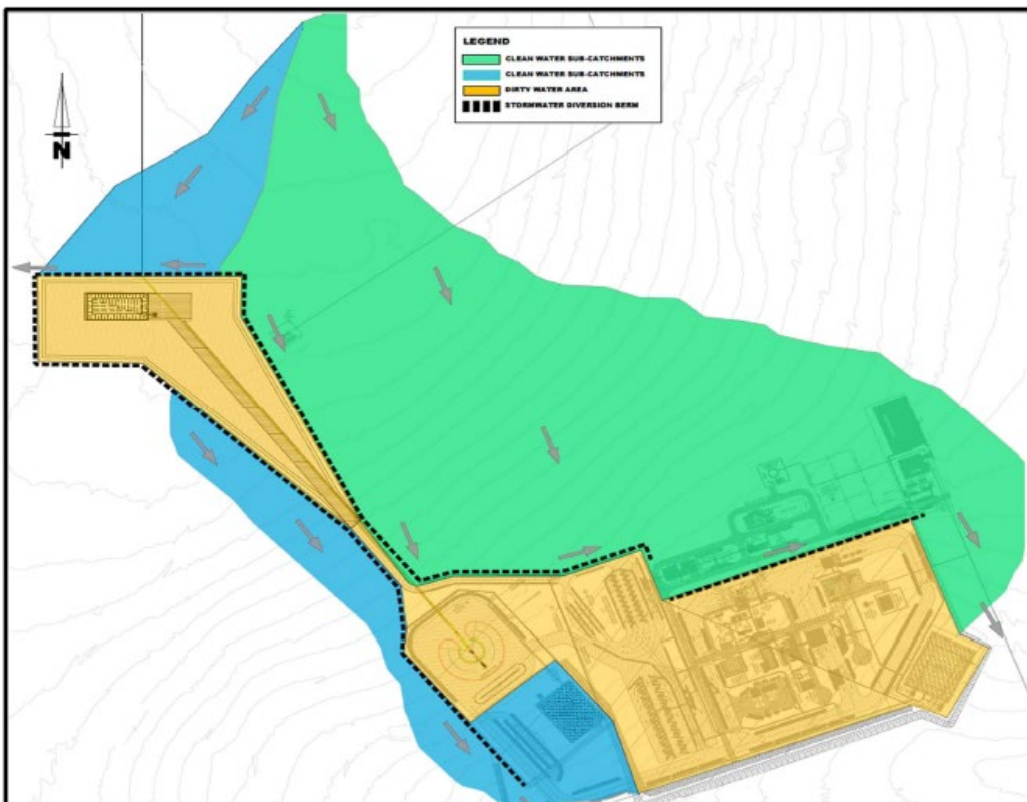 LEGEND
CLEAN WATER SUB-CATCHMENTS
CLEAN WATER SUB-CATCHMENTS
DIRTY WATER AREA
STORMWATER DIVERSION BERM
N